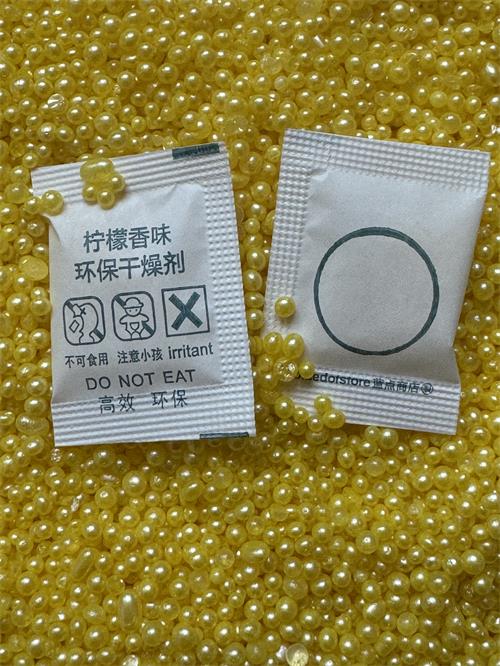 柠檬香味
环保干燥剂
不可食用 注意小孩 irritant
DO NOT EAT
高效 环保
edorstore 蓝点商店